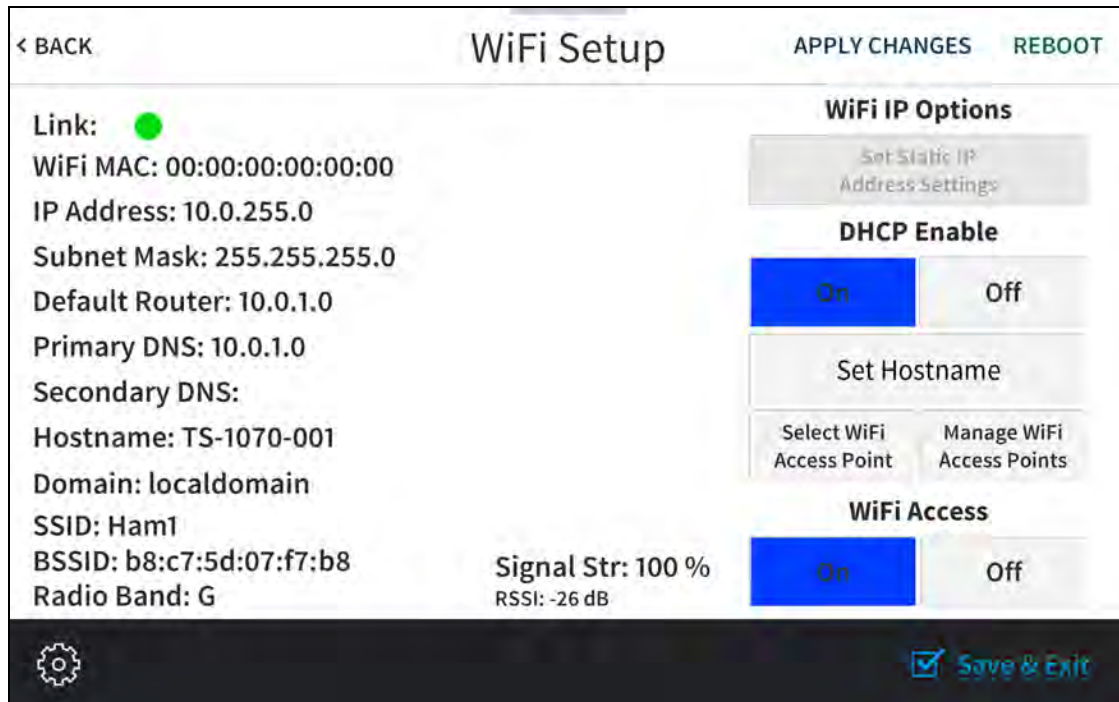 < BACK
WiFi Setup
APPLY CHANGES
REBOOT
Link:
WiFi MAC: 00:00:00:00:00:00
IP Address: 10.0.255.0
Subnet Mask: 255.255.255.0
Default Router: 10.0.1.0
Primary DNS: 10.0.1.0
Secondary DNS:
Hostname: TS-1070-001
Domain: localdomain
SSID: Ham1
BSSID: b8:c7:5d:07:f7:b8
Radio Band: G
Signal Str: 100 %
RSSI: -26 dB
WiFi IP Options
Set Static IP
Address Settings
DHCP Enable
On
Off
Set Hostname
Select WiFi
Access Point
Manage WiFi
Access Points
WiFi Access
On
Off
Save & Exit